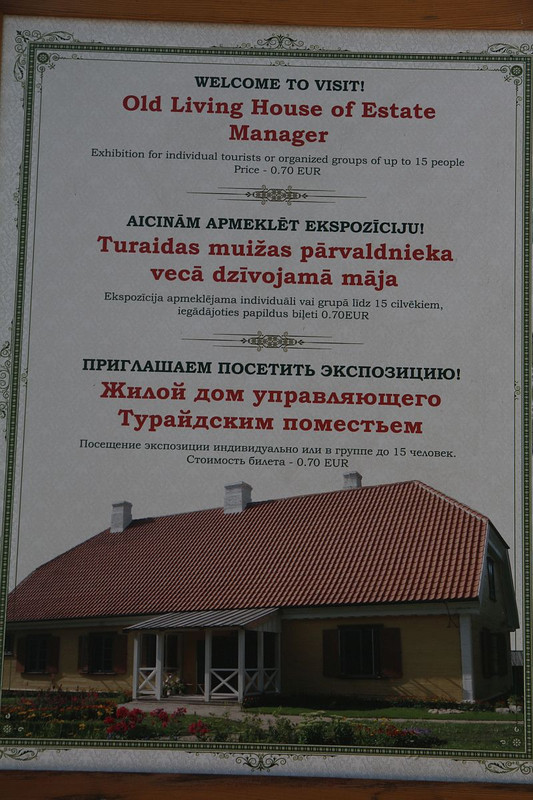 WELCOME TO VISIT!
Old Living House of Estate
Manager
Exhibition for individual tourists or organized groups of up to 15 people
Price - 0.70 EUR
AICINĀM APMEKLĒT EKSPOZĪCIJU!
Turaidas muižas pārvaldnieka
vecā dzīvojamā māja
Ekspozīcija apmeklējama individuāli vai grupā līdz 15 cilvēkiem,
iegādājoties papildus biļeti 0.70EUR
ПРИГЛАШАЕМ ПОСЕТИТЬ ЭКСПОЗИЦИЮ!
Жилой дом управляющего
Турайдским поместьем
Посещение экспозиции индивидуально или в группе до 15 человек.
Стоимость билета - 0.70 EUR